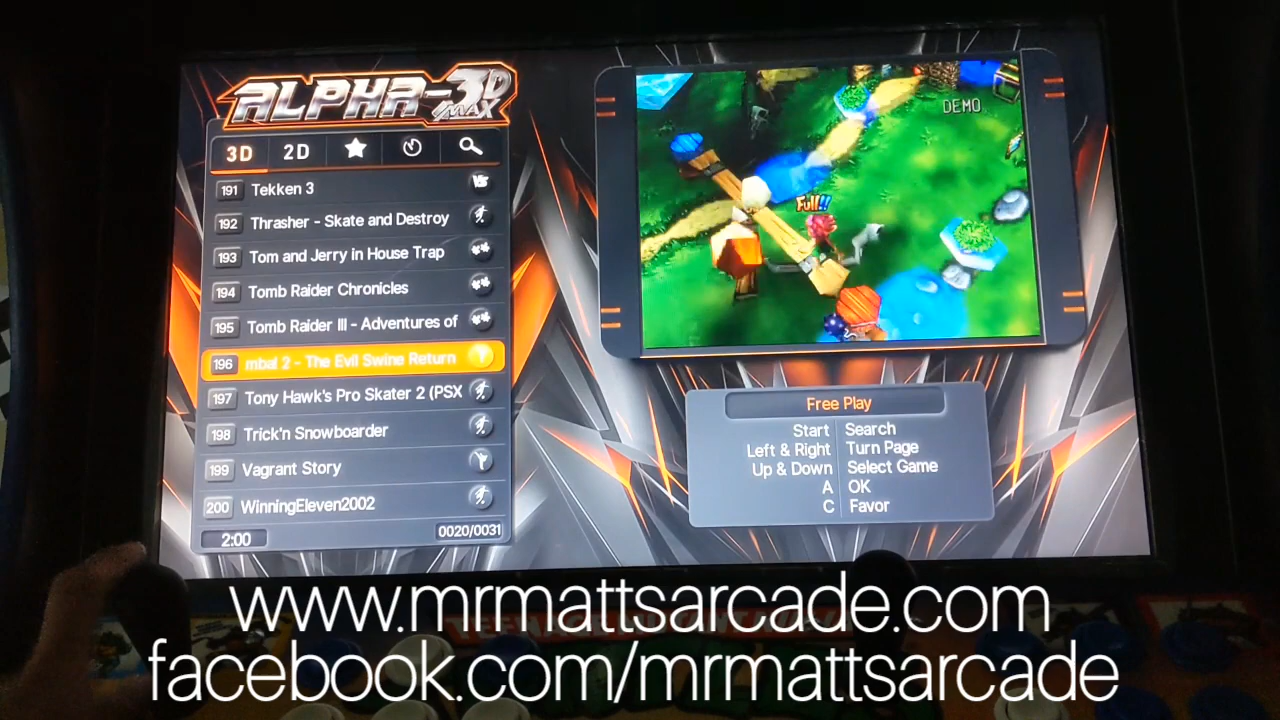 ALPHA-3D
MAX
3D 2D
191 Tekken 3 VS
192 Thrasher - Skate and Destroy
193 Tom and Jerry in House Trap
194 Tomb Raider Chronicles
195 Tomb Raider III - Adventures of
196 mbal 2 - The Evil Swine Return
197 Tony Hawk's Pro Skater 2 (PSX
198 Trick'n Snowboarder
199 Vagrant Story
200 WinningEleven2002
2:00 0020/0031
DEMO
Full!!
Free Play
Start Search
Left & Right Turn Page
Up & Down Select Game
A OK
C Favor
www.mrmattsarcade.com
facebook.com/mrmattsarcade